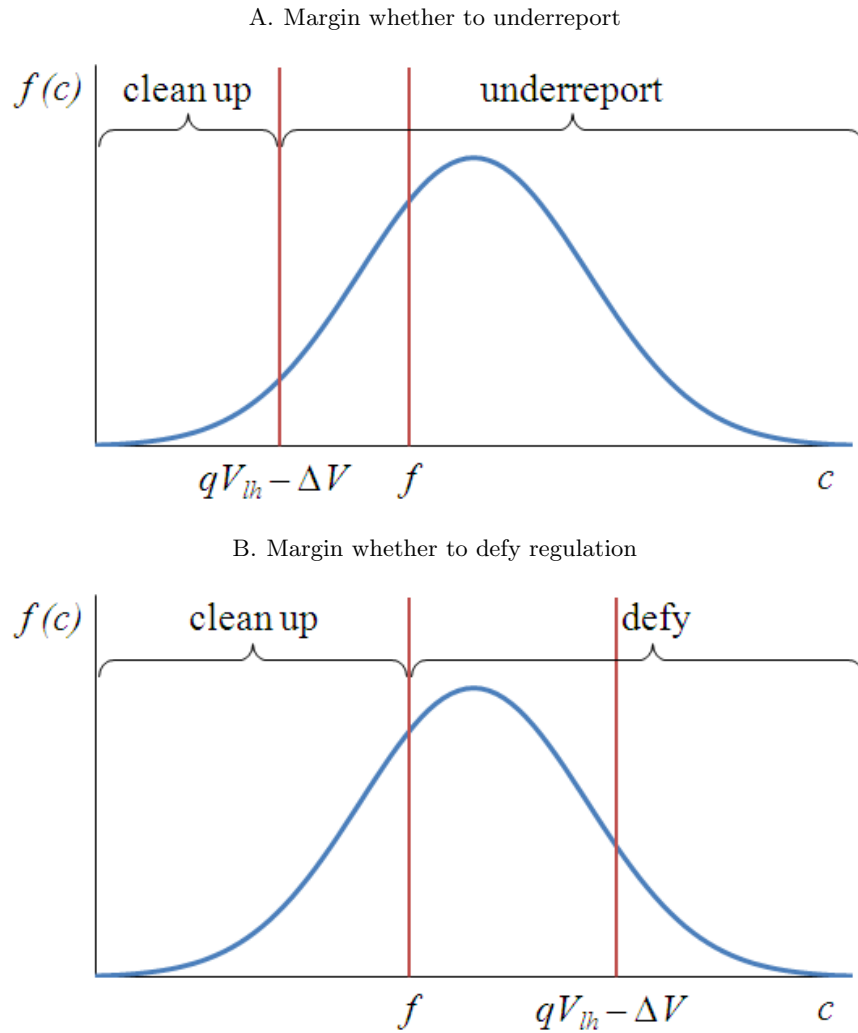 A. Margin whether to underreport
f(c) clean up underreport
qV_lh − ΔV f c
B. Margin whether to defy regulation
f(c) clean up defy
f qV_lh − ΔV c